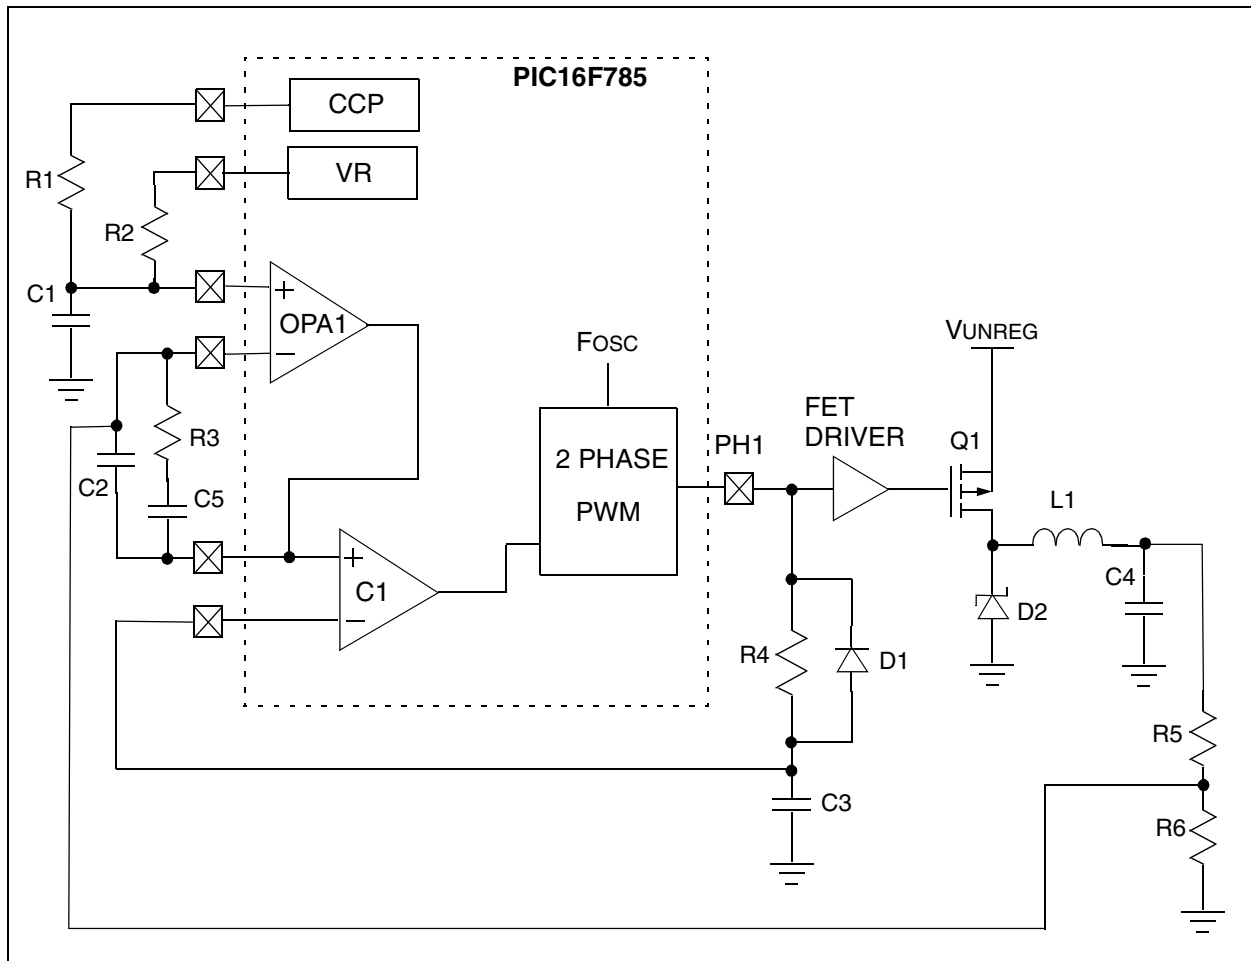 PIC16F785
CCP
VR
R1
R2
C1
+
OPA1
−
FOSC
VUNREG
R3
C2
C5
2 PHASE
PWM
PH1
FET
DRIVER
Q1
L1
+
C1
−
C4
D2
R4
D1
R5
C3
R6